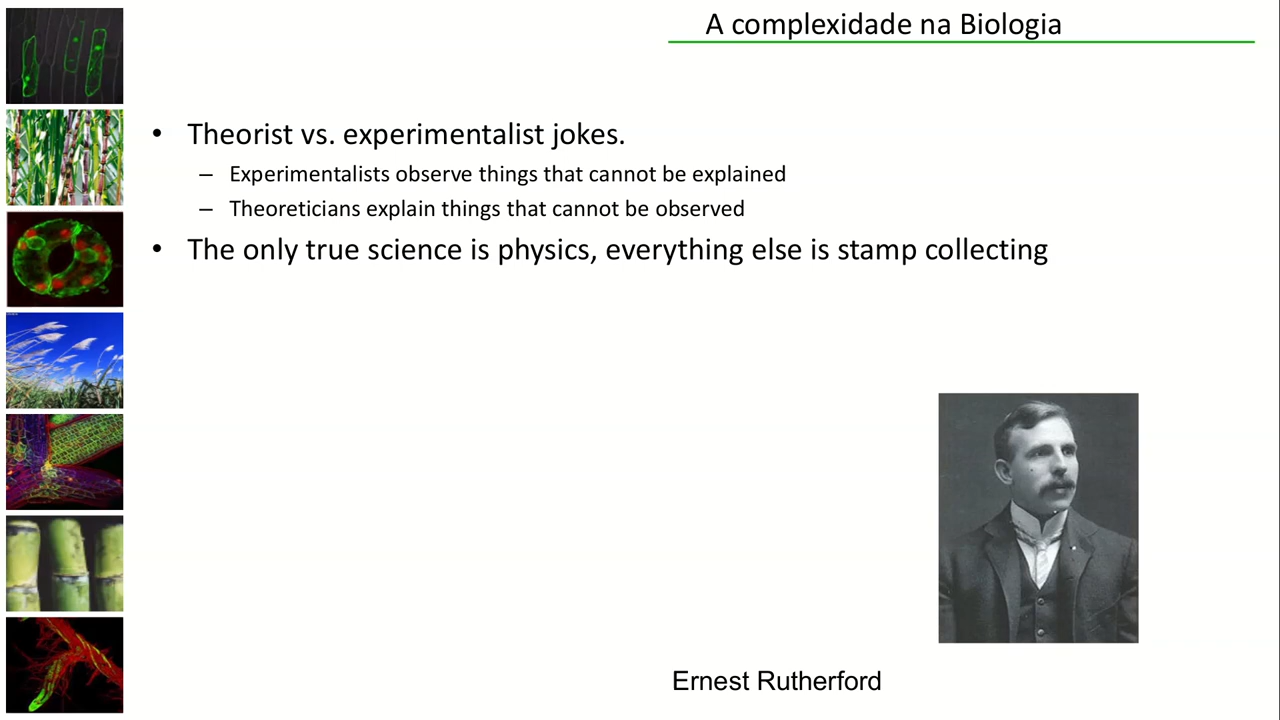 A complexidade na Biologia
• Theorist vs. experimentalist jokes.
– Experimentalists observe things that cannot be explained
– Theoreticians explain things that cannot be observed
• The only true science is physics, everything else is stamp collecting
Ernest Rutherford